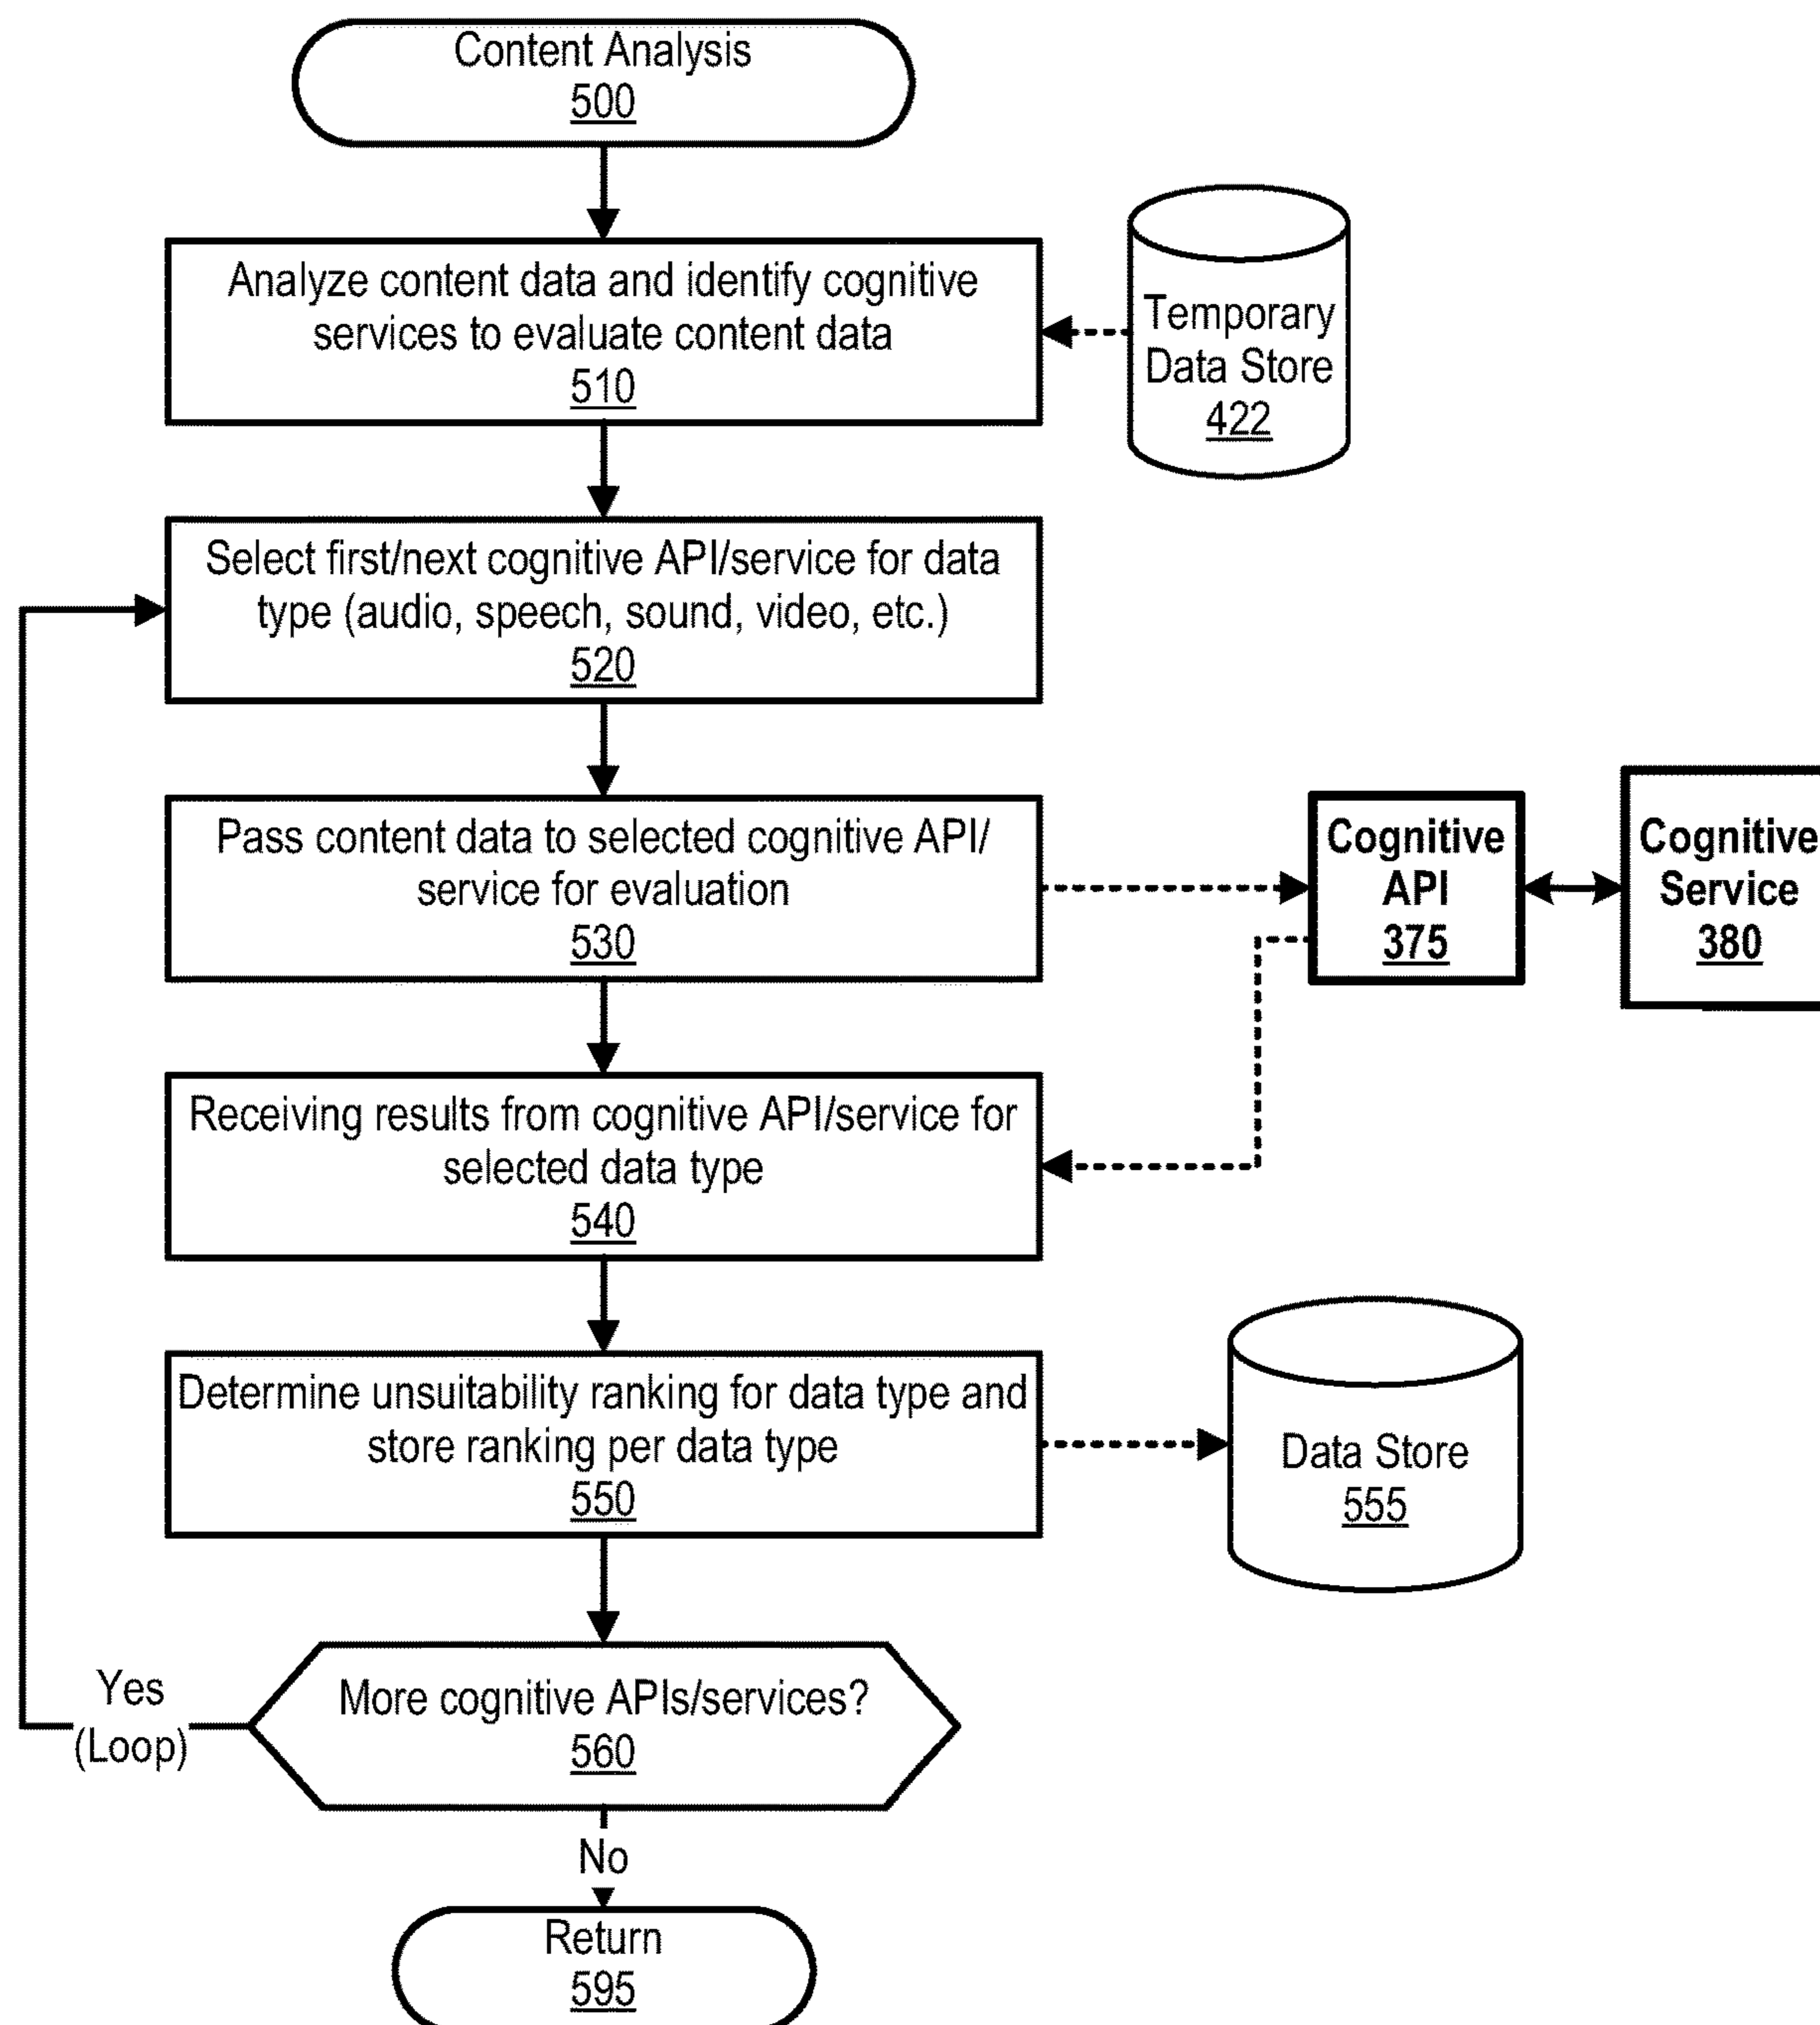 Content Analysis
500
Analyze content data and identify cognitive
services to evaluate content data
510
Temporary
Data Store
422
Select first/next cognitive API/service for data
type (audio, speech, sound, video, etc.)
520
Pass content data to selected cognitive API/
service for evaluation
530
Cognitive
API
375
Cognitive
Service
380
Receiving results from cognitive API/service for
selected data type
540
Determine unsuitability ranking for data type and
store ranking per data type
550
Data Store
555
More cognitive APIs/services?
560
Yes
(Loop)
No
Return
595